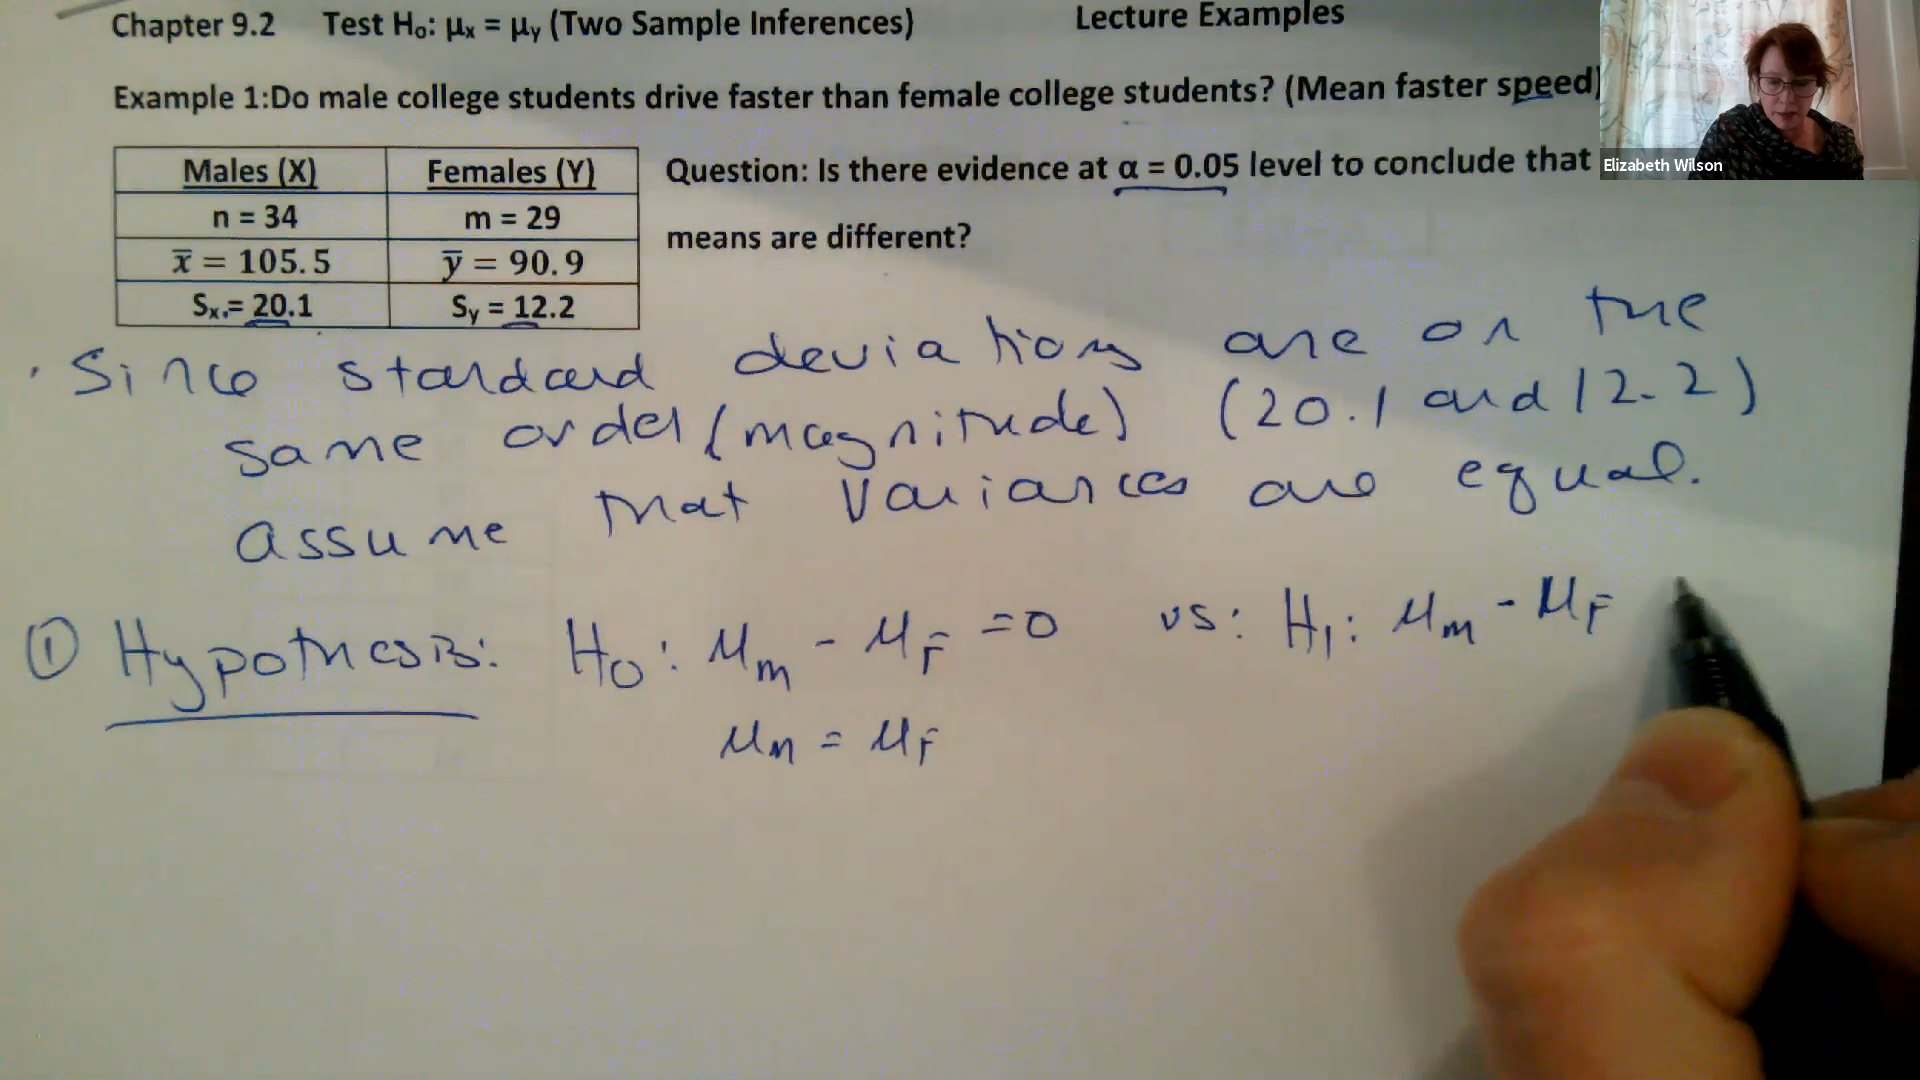 Chapter 9.2 Test H₀: μₓ = μᵧ (Two Sample Inferences) Lecture Examples
Example 1:Do male college students drive faster than female college students? (Mean faster speed)
Males (X) Females (Y)
n = 34 m = 29
x̅ = 105.5 y̅ = 90.9
Sₓ.= 20.1 Sᵧ = 12.2
Question: Is there evidence at α = 0.05 level to conclude that
means are different?
Elizabeth Wilson
. Since standard deviations are on the
same order (magnitude) (20.1 and 12.2)
assume that variances are equal.
① Hypothesis: H₀: μm - μF =0 vs: H₁: μm - μF
μm = μF